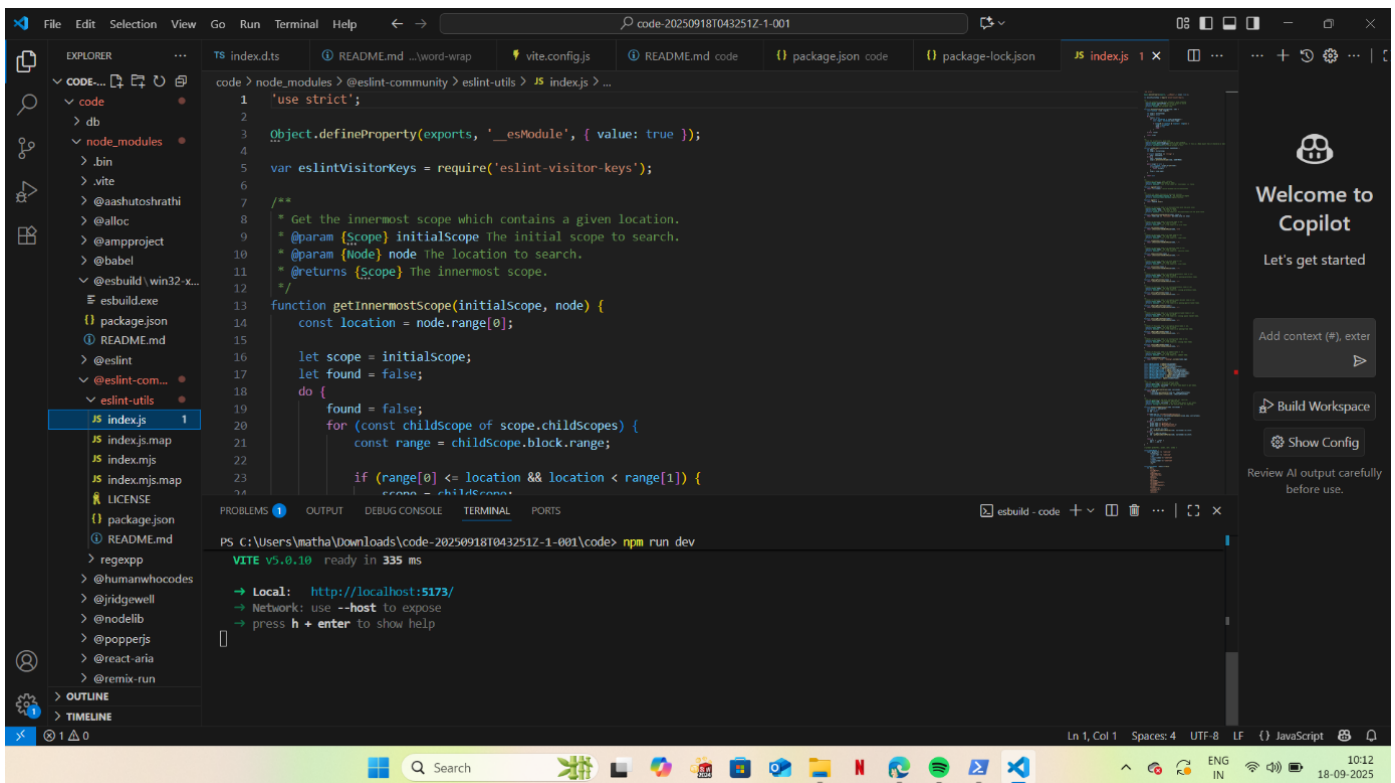 File Edit Selection View Go Run Terminal Help
code-20250918T043251Z-1-001
EXPLORER
TS index.d.ts
README.md ...\word-wrap
vite.config.js
README.md code
{} package.json code
{} package-lock.json
JS index.js 1
CODE-...
code
db
node_modules
.bin
.vite
@aashutoshrathi
@alloc
@ampproject
@babel
@esbuild\win32-x...
esbuild.exe
{} package.json
README.md
@eslint
@eslint-com...
eslint-utils
JS index.js 1
JS index.js.map
JS index.mjs
JS index.mjs.map
LICENSE
{} package.json
README.md
regexpp
@humanwhocodes
@jridgewell
@nodelib
@popperjs
@react-aria
@remix-run
OUTLINE
TIMELINE
code > node_modules > @eslint-community > eslint-utils > JS index.js > ...
1 'use strict';
2
3 Object.defineProperty(exports, '__esModule', { value: true });
4
5 var eslintVisitorKeys = require('eslint-visitor-keys');
6
7 /**
8 * Get the innermost scope which contains a given location.
9 * @param {Scope} initialScope The initial scope to search.
10 * @param {Node} node The location to search.
11 * @returns {Scope} The innermost scope.
12 */
13 function getInnermostScope(initialScope, node) {
14 const location = node.range[0];
15
16 let scope = initialScope;
17 let found = false;
18 do {
19 found = false;
20 for (const childScope of scope.childScopes) {
21 const range = childScope.block.range;
22
23 if (range[0] <= location && location < range[1]) {
24 scope = childScope;
PROBLEMS 1 OUTPUT DEBUG CONSOLE TERMINAL PORTS
esbuild - code
PS C:\Users\matha\Downloads\code-20250918T043251Z-1-001\code> npm run dev
VITE v5.0.10 ready in 335 ms
→ Local: http://localhost:5173/
→ Network: use --host to expose
→ press h + enter to show help
Welcome to
Copilot
Let's get started
Add context (#), exter
Build Workspace
Show Config
Review AI output carefully
before use.
1 0
Ln 1, Col 1 Spaces: 4 UTF-8 LF {} JavaScript
Search
ENG
IN
10:12
18-09-2025